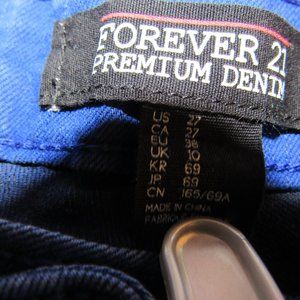 FOREVER 21
PREMIUM DENIM
US 27
CA 27
EU 36
UK 10
KR 69
JP 69
CN 165/69A
MADE IN CHINA